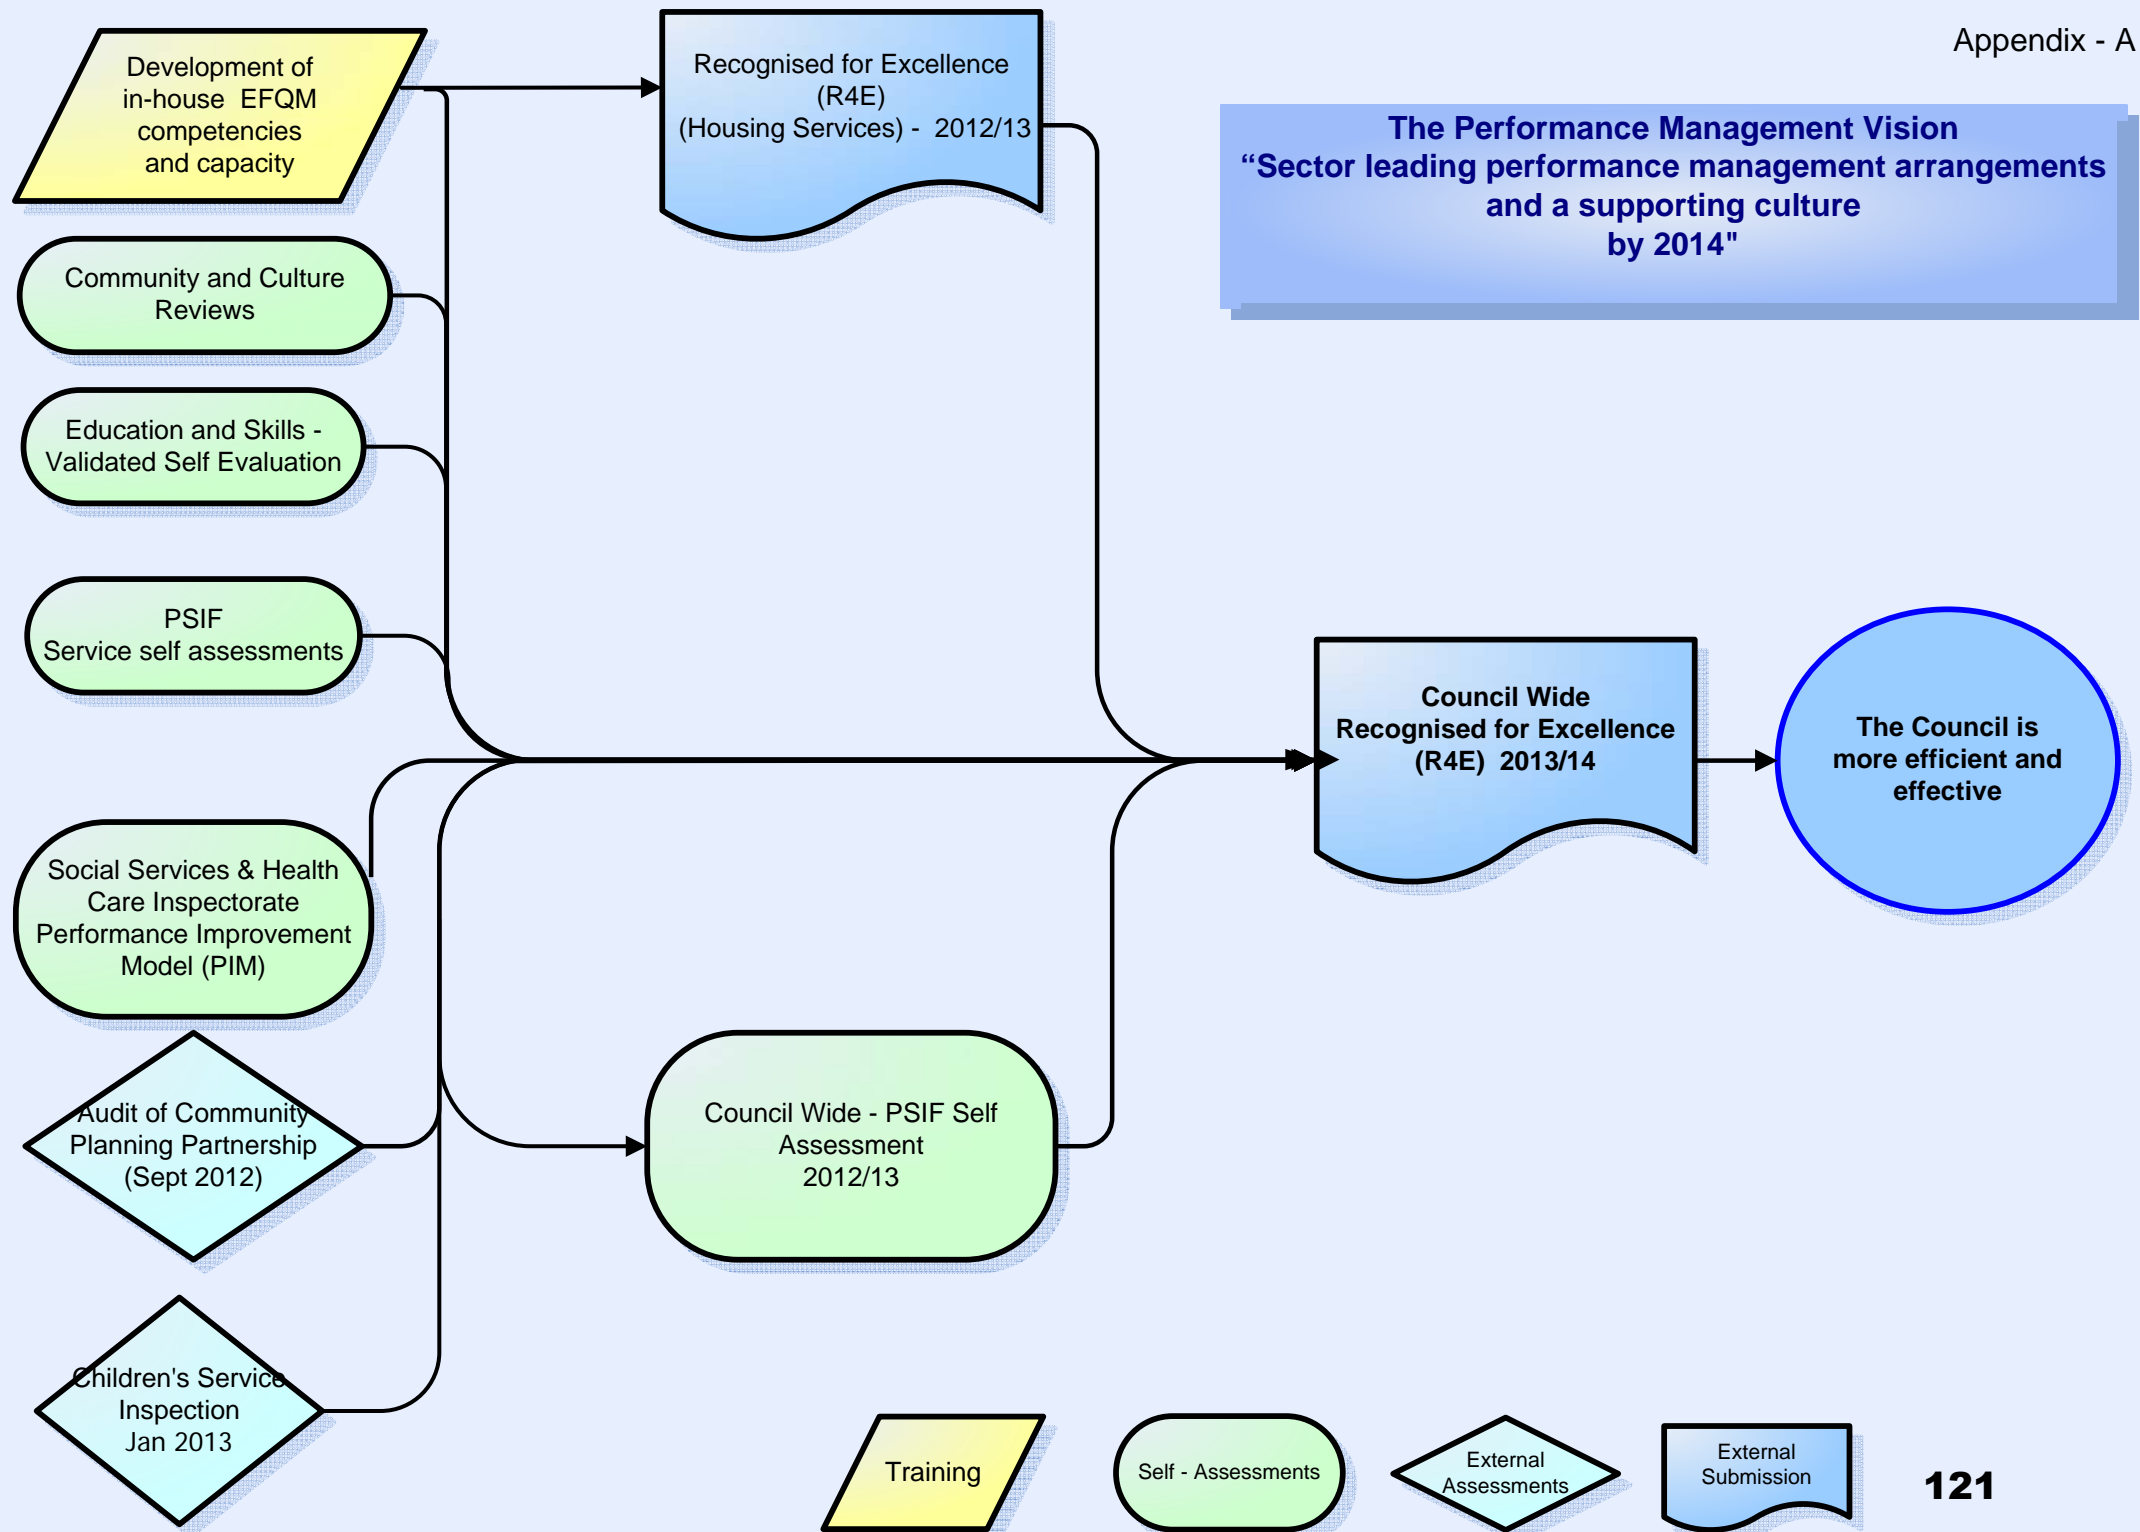 Appendix - A
The Performance Management Vision
“Sector leading performance management arrangements
and a supporting culture
by 2014"
Development of
in-house EFQM
competencies
and capacity
Recognised for Excellence
(R4E)
(Housing Services) - 2012/13
Community and Culture
Reviews
Education and Skills -
Validated Self Evaluation
PSIF
Service self assessments
Council Wide
Recognised for Excellence
(R4E) 2013/14
The Council is
more efficient and
effective
Social Services & Health
Care Inspectorate
Performance Improvement
Model (PIM)
Audit of Community
Planning Partnership
(Sept 2012)
Council Wide - PSIF Self
Assessment
2012/13
Children's Service
Inspection
Jan 2013
Training
Self - Assessments
External
Assessments
External
Submission
121